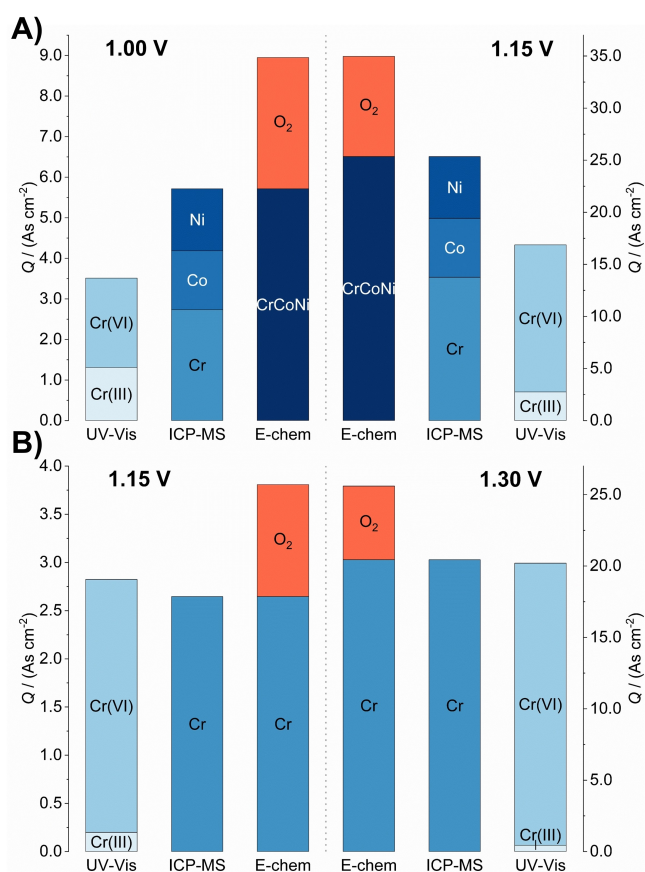 A)
1.00 V
1.15 V
9.0
8.0
7.0
6.0
5.0
4.0
3.0
2.0
1.0
0.0
Q / (As cm⁻²)
35.0
30.0
25.0
20.0
15.0
10.0
5.0
0.0
Q / (As cm⁻²)
O₂
O₂
Ni
Ni
Co
Co
CrCoNi
CrCoNi
Cr(VI)
Cr(VI)
Cr
Cr
Cr(III)
Cr(III)
UV-Vis ICP-MS E-chem E-chem ICP-MS UV-Vis
B)
1.15 V
1.30 V
4.0
3.5
3.0
2.5
2.0
1.5
1.0
0.5
0.0
Q / (As cm⁻²)
25.0
20.0
15.0
10.0
5.0
0.0
Q / (As cm⁻²)
O₂
O₂
Cr(VI)
Cr(VI)
Cr
Cr
Cr
Cr
Cr(III)
Cr(III)
UV-Vis ICP-MS E-chem E-chem ICP-MS UV-Vis